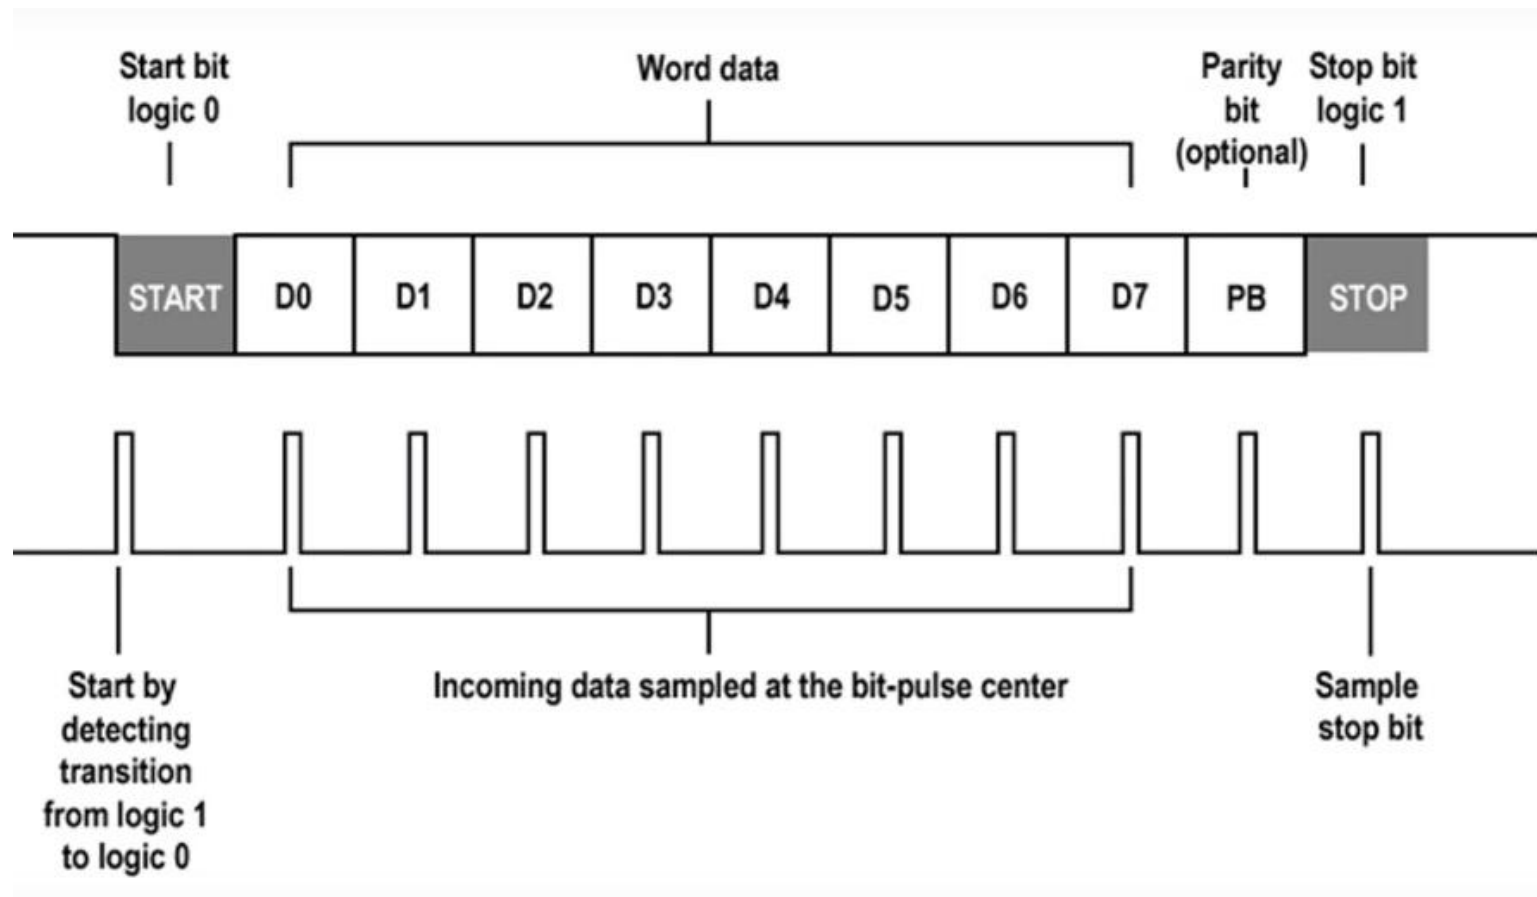 Start bit
logic 0
Word data
Parity
bit
(optional)
Stop bit
logic 1
START
D0
D1
D2
D3
D4
D5
D6
D7
PB
STOP
Start by
detecting
transition
from logic 1
to logic 0
Incoming data sampled at the bit-pulse center
Sample
stop bit